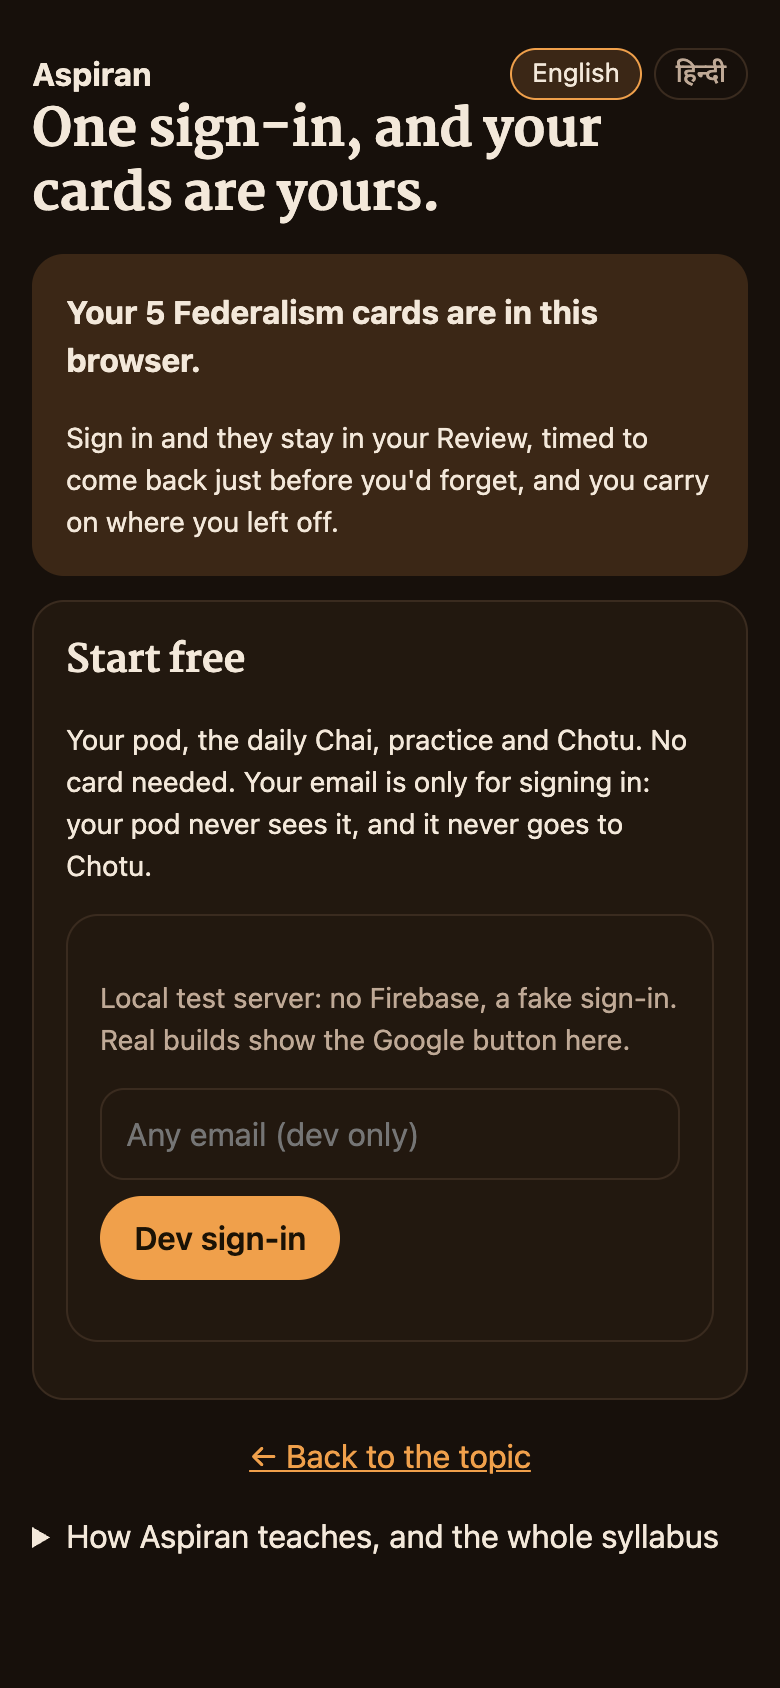 Aspiran
English
हिन्दी
One sign-in, and your
cards are yours.
Your 5 Federalism cards are in this
browser.
Sign in and they stay in your Review, timed to
come back just before you'd forget, and you carry
on where you left off.
Start free
Your pod, the daily Chai, practice and Chotu. No
card needed. Your email is only for signing in:
your pod never sees it, and it never goes to
Chotu.
Local test server: no Firebase, a fake sign-in.
Real builds show the Google button here.
Any email (dev only)
Dev sign-in
← Back to the topic
▶ How Aspiran teaches, and the whole syllabus